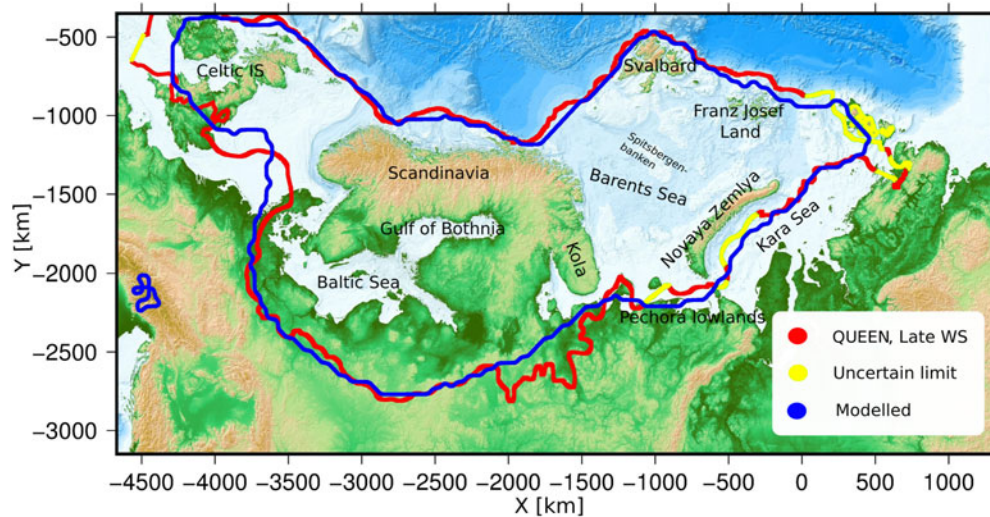 −500
−1000
−1500
−2000
−2500
−3000
Y [km]
Celtic IS
Svalbard
Franz Josef
Land
Spitsbergen-
banken
Scandinavia
Barents Sea
Novaya Zemlya
Kara Sea
Gulf of Bothnia
Kola
Baltic Sea
Pechora lowlands
QUEEN, Late WS
Uncertain limit
Modelled
−4500 −4000 −3500 −3000 −2500 −2000 −1500 −1000 −500 0 500 1000
X [km]